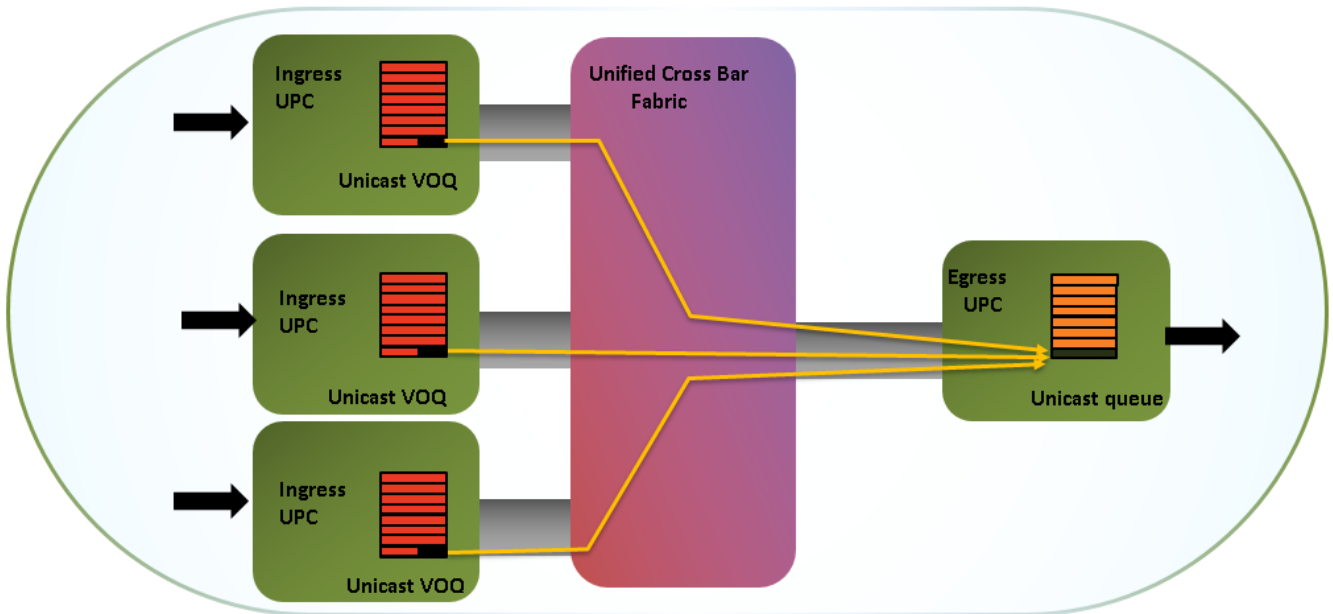 Ingress
UPC
Unicast VOQ
Unified Cross Bar
Fabric
Ingress
UPC
Unicast VOQ
Egress
UPC
Unicast queue
Ingress
UPC
Unicast VOQ